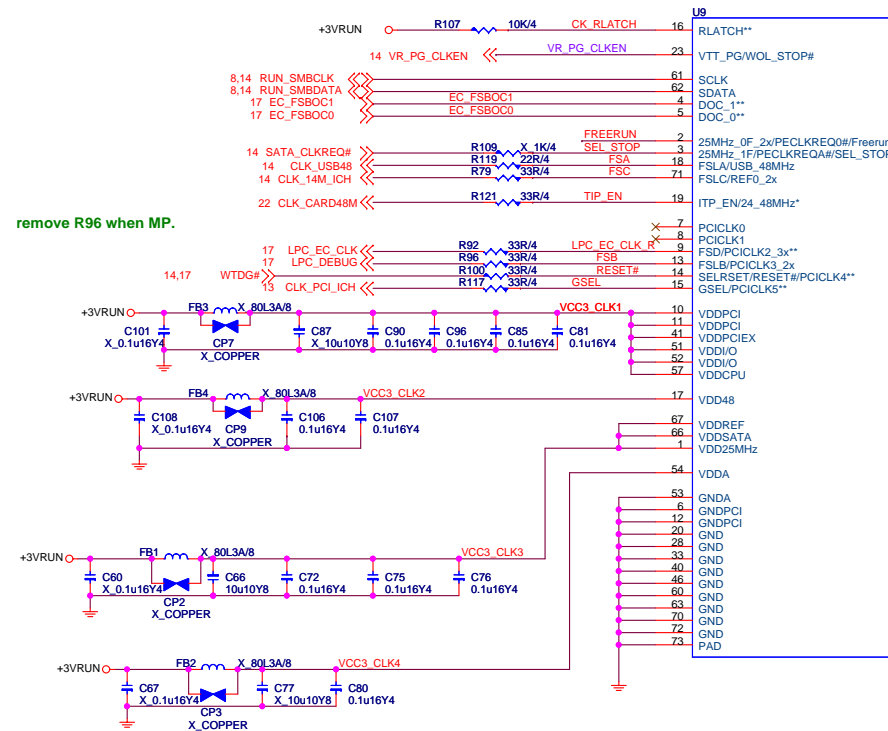 U9
+3VRUN R107 10K/4 CK_RLATCH 16 RLATCH**
14 VR_PG_CLKEN VR_PG_CLKEN 23 VTT_PG/WOL_STOP#
8,14 RUN_SMBCLK 61 SCLK
8,14 RUN_SMBDATA 62 SDATA
17 EC_FSBOC1 EC_FSBOC1 4 DOC_1**
17 EC_FSBOC0 EC_FSBOC0 5 DOC_0**
FREERUN 2 25MHz_0F_2x/PECLKREQ0#/Freerun
14 SATA_CLKREQ# R109 X_1K/4 SEL_STOP 3 25MHz_1F/PECLKREQA#/SEL_STOP
14 CLK_USB48 R119 22R/4 FSA 18 FSLA/USB_48MHz
14 CLK_14M_ICH R79 33R/4 FSC 71 FSLC/REF0_2x
22 CLK_CARD48M R121 33R/4 TIP_EN 19 ITP_EN/24_48MHz*
remove R96 when MP.
7 PCICLK0
8 PCICLK1
17 LPC_EC_CLK R92 33R/4 LPC_EC_CLK_R 9 FSD/PCICLK2_3x**
17 LPC_DEBUG R96 33R/4 FSB 13 FSLB/PCICLK3_2x
14,17 WTDG# R100 33R/4 RESET# 14 SELRSET/RESET#/PCICLK4**
13 CLK_PCI_ICH R117 33R/4 GSEL 15 GSEL/PCICLK5**
+3VRUN FB3 X_80L3A/8 VCC3_CLK1 10 VDDPCI
11 VDDPCI
41 VDDPCIEX
51 VDDI/O
52 VDDI/O
57 VDDCPU
C101 X_0.1u16Y4
CP7 X_COPPER
C87 X_10u10Y8
C90 0.1u16Y4
C96 0.1u16Y4
C85 0.1u16Y4
C81 0.1u16Y4
+3VRUN FB4 X_80L3A/8 VCC3_CLK2 17 VDD48
C108 X_0.1u16Y4
CP9 X_COPPER
C106 0.1u16Y4
C107 0.1u16Y4
67 VDDREF
66 VDDSATA
1 VDD25MHz
54 VDDA
53 GNDA
6 GNDPCI
12 GNDPCI
20 GND
28 GND
33 GND
40 GND
46 GND
60 GND
63 GND
70 GND
72 GND
73 PAD
+3VRUN FB1 X_80L3A/8 VCC3_CLK3
C60 X_0.1u16Y4
CP2 X_COPPER
C66 10u10Y8
C72 0.1u16Y4
C75 0.1u16Y4
C76 0.1u16Y4
+3VRUN FB2 X_80L3A/8 VCC3_CLK4
C67 X_0.1u16Y4
CP3 X_COPPER
C77 X_10u10Y8
C80 0.1u16Y4